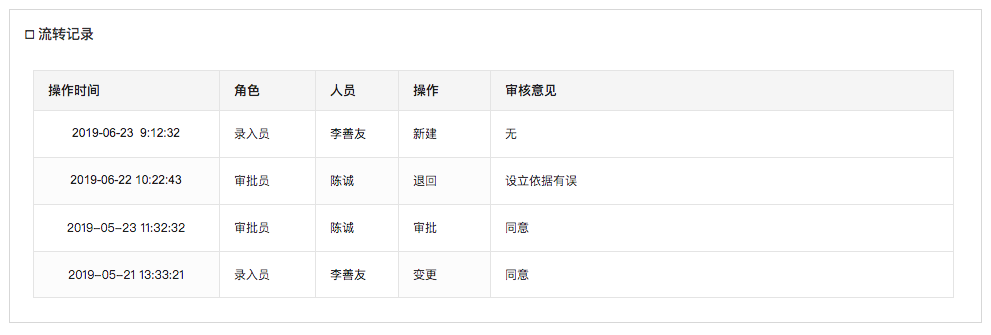 流转记录
操作时间 角色 人员 操作 审核意见
2019-06-23 9:12:32 录入员 李善友 新建 无
2019-06-22 10:22:43 审批员 陈诚 退回 设立依据有误
2019–05–23 11:32:32 审批员 陈诚 审批 同意
2019–05–21 13:33:21 录入员 李善友 变更 同意